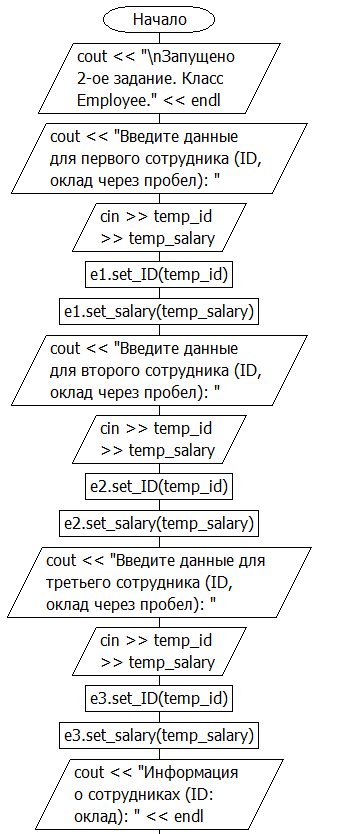 Начало
cout << "\nЗапущено
2-ое задание. Класс
Employee." << endl
cout << "Введите данные
для первого сотрудника (ID,
оклад через пробел): "
cin >> temp_id
>> temp_salary
e1.set_ID(temp_id)
e1.set_salary(temp_salary)
cout << "Введите данные
для второго сотрудника (ID,
оклад через пробел): "
cin >> temp_id
>> temp_salary
e2.set_ID(temp_id)
e2.set_salary(temp_salary)
cout << "Введите данные для
третьего сотрудника (ID,
оклад через пробел): "
cin >> temp_id
>> temp_salary
e3.set_ID(temp_id)
e3.set_salary(temp_salary)
cout << "Информация
о сотрудниках (ID:
оклад): " << endl